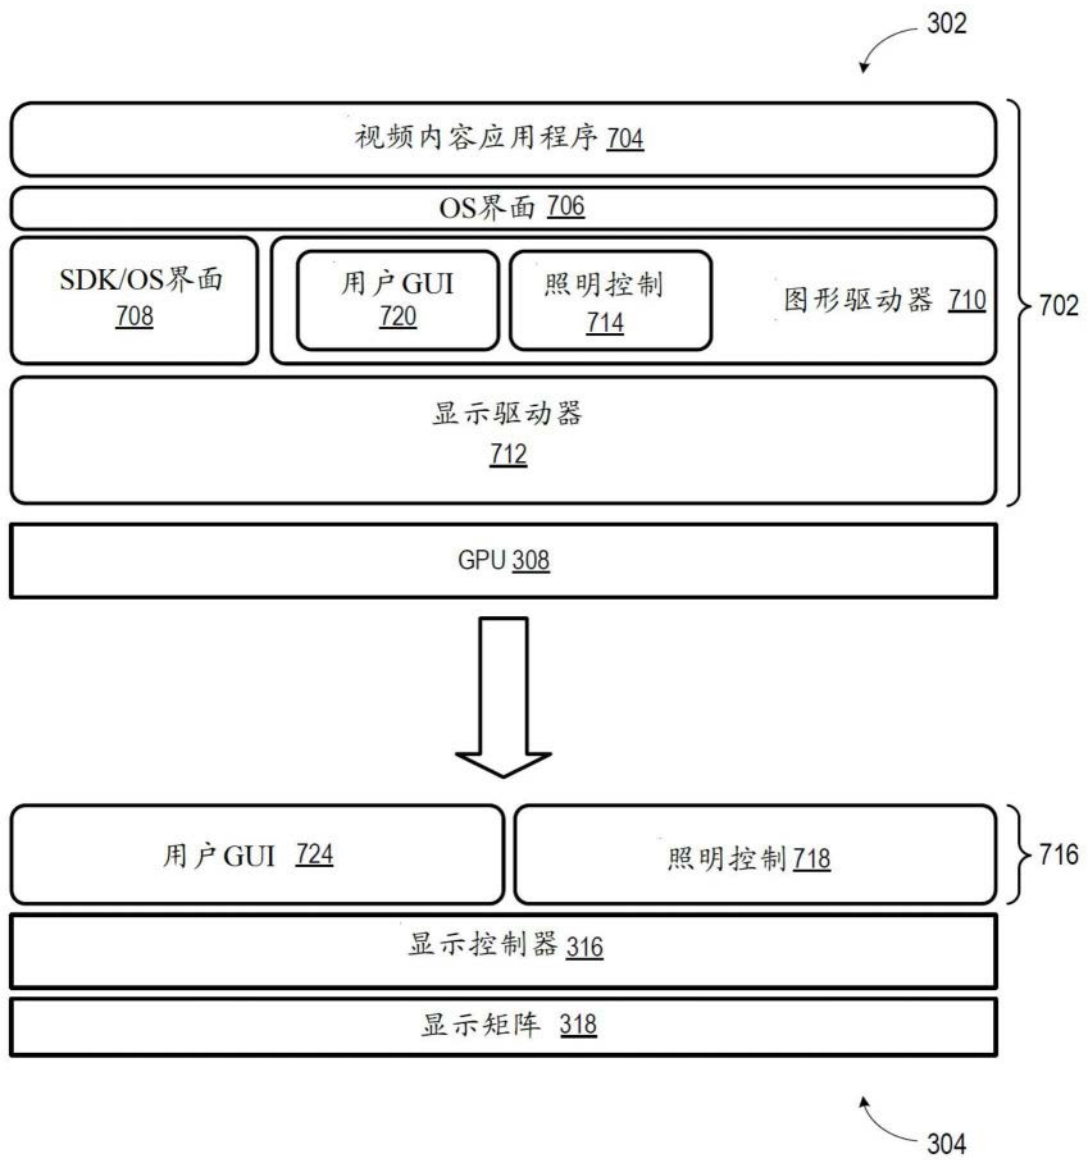 302
视频内容应用程序 704
OS界面 706
SDK/OS界面
708
用户GUI
720
照明控制
714
图形驱动器 710
702
显示驱动器
712
GPU 308
用户GUI 724
照明控制718
716
显示控制器 316
显示矩阵 318
304